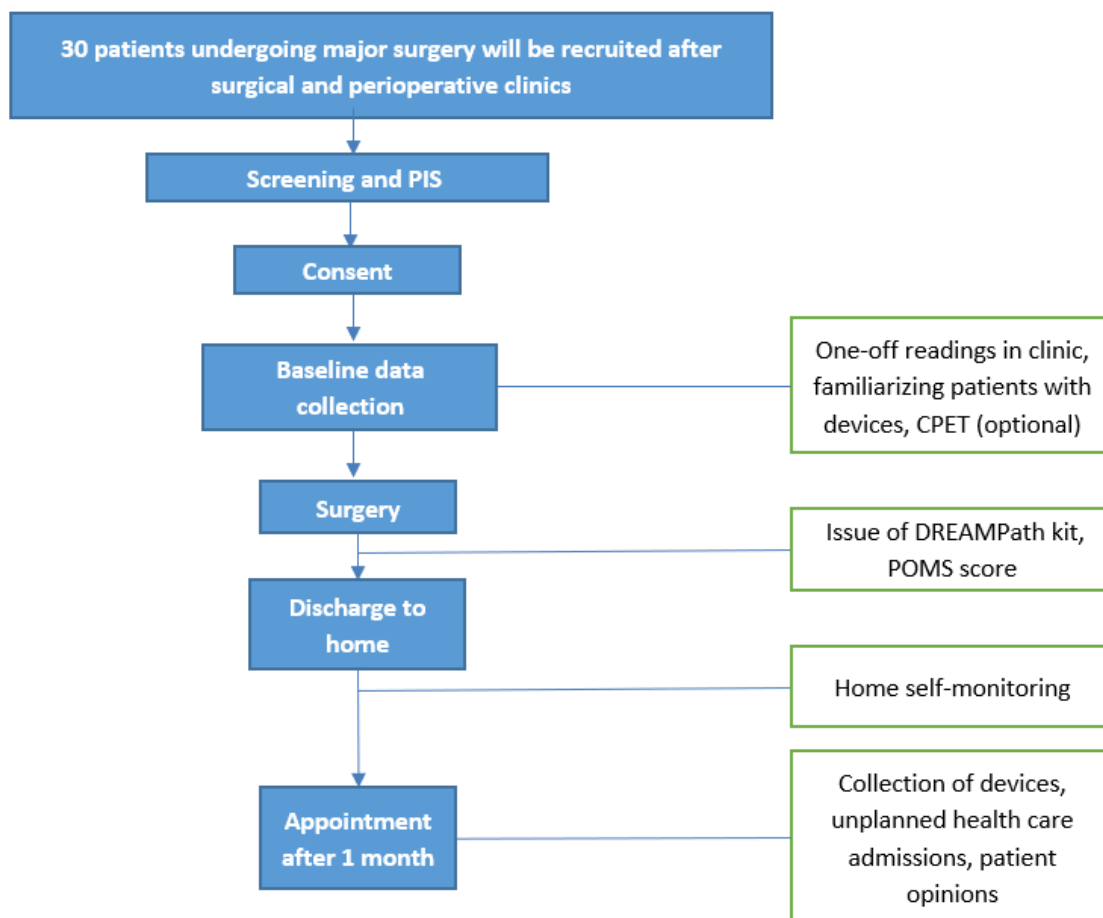 30 patients undergoing major surgery will be recruited after
surgical and perioperative clinics
Screening and PIS
Consent
Baseline data
collection
One-off readings in clinic,
familiarizing patients with
devices, CPET (optional)
Surgery
Issue of DREAMPath kit,
POMS score
Discharge to
home
Home self-monitoring
Appointment
after 1 month
Collection of devices,
unplanned health care
admissions, patient
opinions